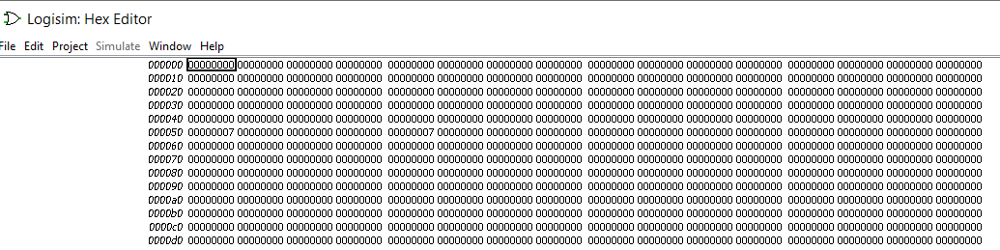 Logisim: Hex Editor
File Edit Project Simulate Window Help
000000 00000000 00000000 00000000 00000000 00000000 00000000 00000000 00000000 00000000 00000000 00000000 00000000 00000000 00000000 00000000 00000000
000010 00000000 00000000 00000000 00000000 00000000 00000000 00000000 00000000 00000000 00000000 00000000 00000000 00000000 00000000 00000000 00000000
000020 00000000 00000000 00000000 00000000 00000000 00000000 00000000 00000000 00000000 00000000 00000000 00000000 00000000 00000000 00000000 00000000
000030 00000000 00000000 00000000 00000000 00000000 00000000 00000000 00000000 00000000 00000000 00000000 00000000 00000000 00000000 00000000 00000000
000040 00000000 00000000 00000000 00000000 00000000 00000000 00000000 00000000 00000000 00000000 00000000 00000000 00000000 00000000 00000000 00000000
000050 00000007 00000000 00000000 00000000 00000007 00000000 00000000 00000000 00000000 00000000 00000000 00000000 00000000 00000000 00000000 00000000
000060 00000000 00000000 00000000 00000000 00000000 00000000 00000000 00000000 00000000 00000000 00000000 00000000 00000000 00000000 00000000 00000000
000070 00000000 00000000 00000000 00000000 00000000 00000000 00000000 00000000 00000000 00000000 00000000 00000000 00000000 00000000 00000000 00000000
000080 00000000 00000000 00000000 00000000 00000000 00000000 00000000 00000000 00000000 00000000 00000000 00000000 00000000 00000000 00000000 00000000
000090 00000000 00000000 00000000 00000000 00000000 00000000 00000000 00000000 00000000 00000000 00000000 00000000 00000000 00000000 00000000 00000000
0000a0 00000000 00000000 00000000 00000000 00000000 00000000 00000000 00000000 00000000 00000000 00000000 00000000 00000000 00000000 00000000 00000000
0000b0 00000000 00000000 00000000 00000000 00000000 00000000 00000000 00000000 00000000 00000000 00000000 00000000 00000000 00000000 00000000 00000000
0000c0 00000000 00000000 00000000 00000000 00000000 00000000 00000000 00000000 00000000 00000000 00000000 00000000 00000000 00000000 00000000 00000000
0000d0 00000000 00000000 00000000 00000000 00000000 00000000 00000000 00000000 00000000 00000000 00000000 00000000 00000000 00000000 00000000 00000000